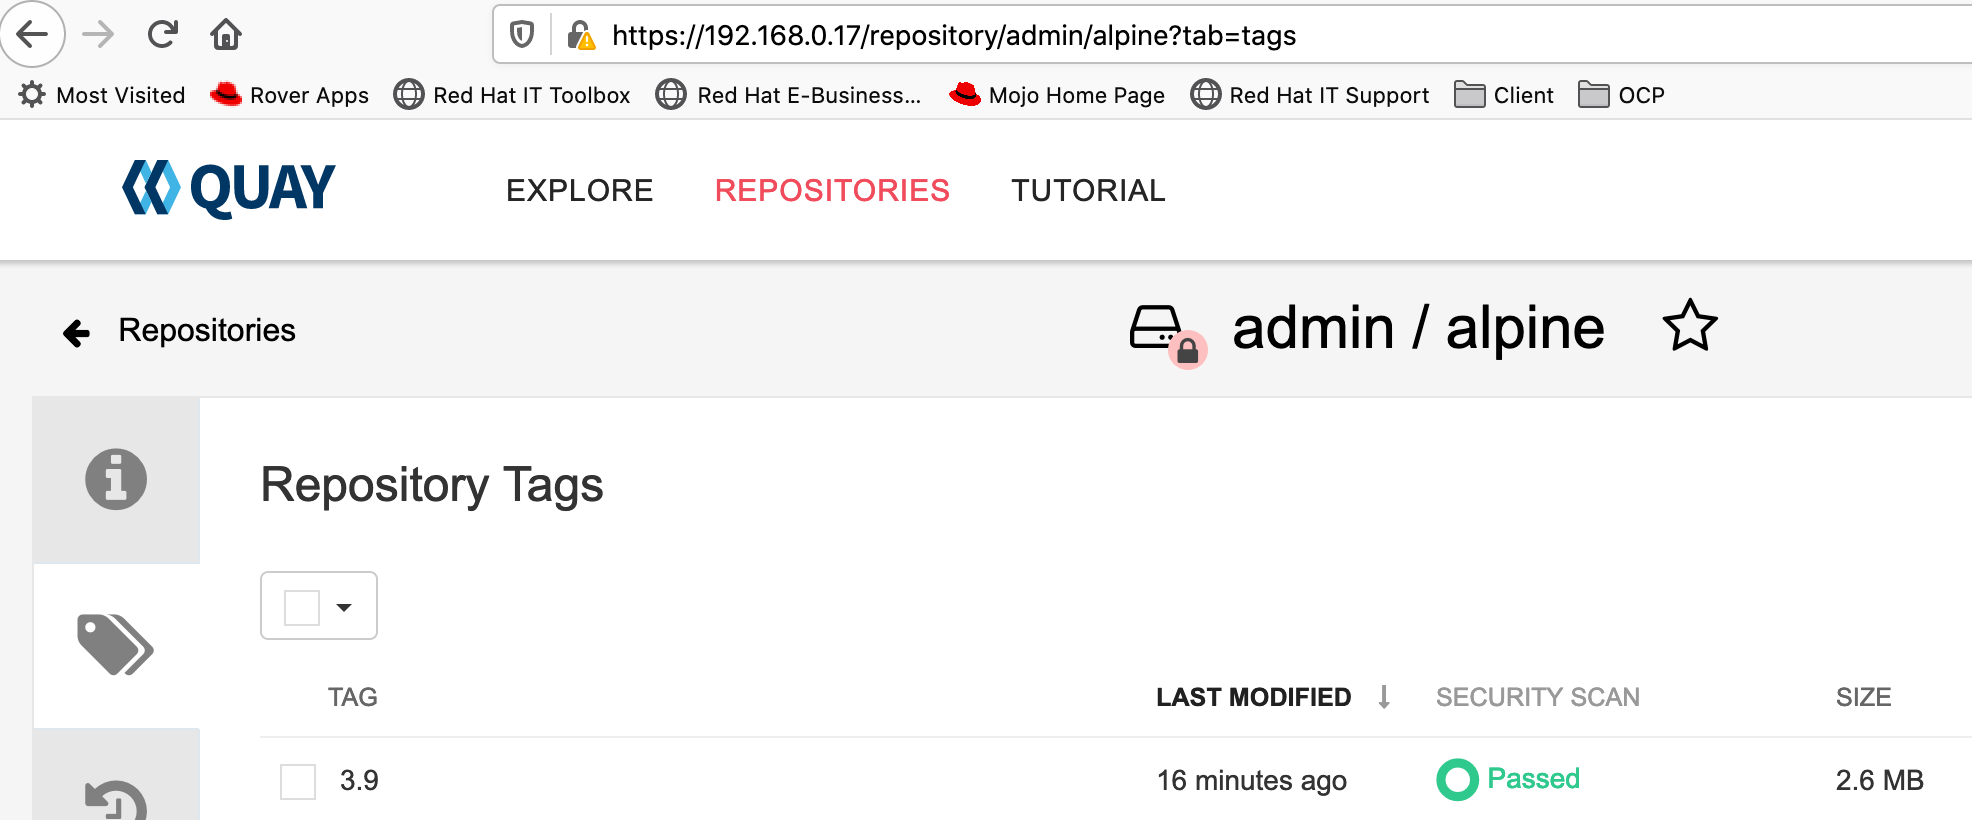 https://192.168.0.17/repository/admin/alpine?tab=tags
Most Visited Rover Apps Red Hat IT Toolbox Red Hat E-Business... Mojo Home Page Red Hat IT Support Client OCP
QUAY EXPLORE REPOSITORIES TUTORIAL
Repositories admin / alpine
Repository Tags
TAG LAST MODIFIED SECURITY SCAN SIZE
3.9 16 minutes ago Passed 2.6 MB